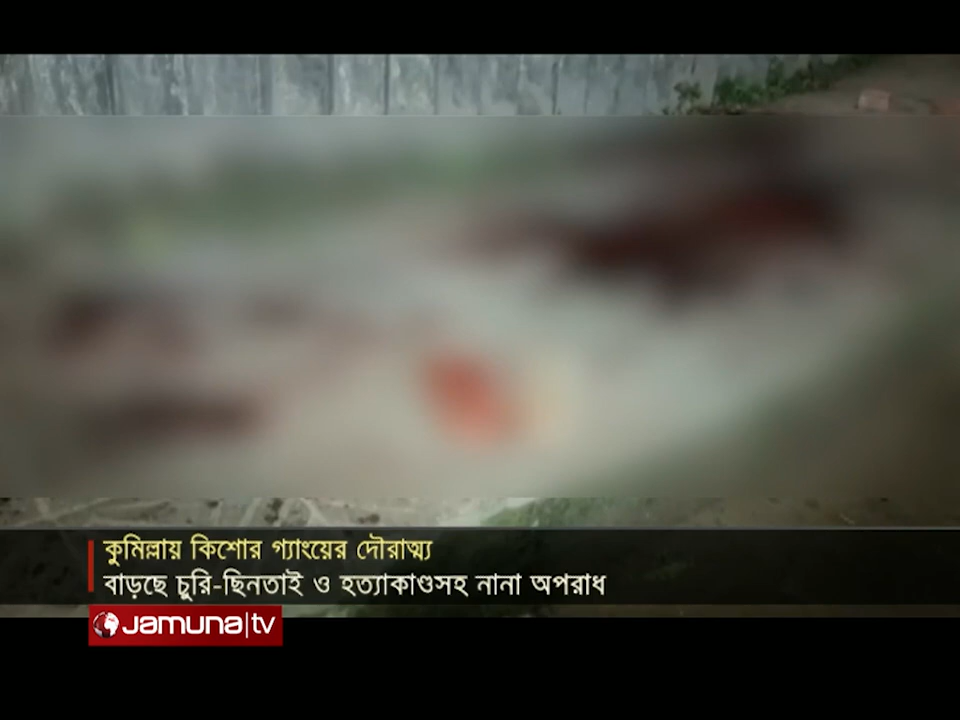 কুমিল্লায় কিশোর গ্যাংয়ের দৌরাত্ম্য
বাড়ছে চুরি-ছিনতাই ও হত্যাকাণ্ডসহ নানা অপরাধ
Jamuna|tv